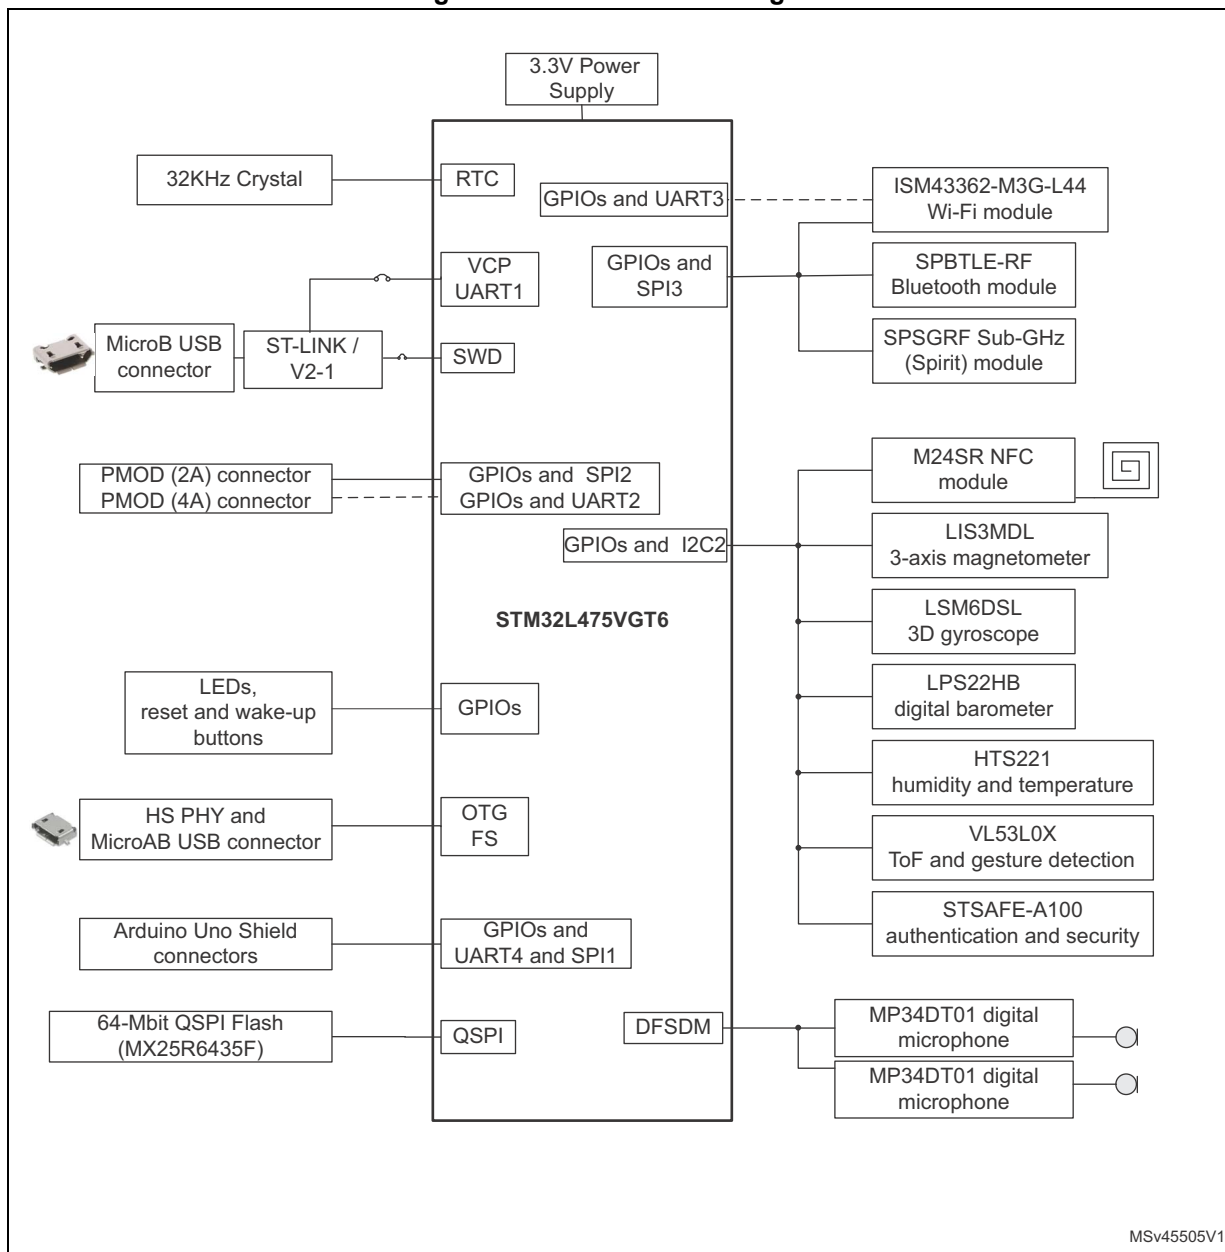 3.3V Power
Supply
32KHz Crystal
RTC
GPIOs and UART3
ISM43362-M3G-L44
Wi-Fi module
VCP
UART1
GPIOs and
SPI3
SPBTLE-RF
Bluetooth module
MicroB USB
connector
ST-LINK /
V2-1
SWD
SPSGRF Sub-GHz
(Spirit) module
PMOD (2A) connector
PMOD (4A) connector
GPIOs and SPI2
GPIOs and UART2
M24SR NFC
module
GPIOs and I2C2
LIS3MDL
3-axis magnetometer
STM32L475VGT6
LSM6DSL
3D gyroscope
LEDs,
reset and wake-up
buttons
GPIOs
LPS22HB
digital barometer
HTS221
humidity and temperature
HS PHY and
MicroAB USB connector
OTG
FS
VL53L0X
ToF and gesture detection
Arduino Uno Shield
connectors
GPIOs and
UART4 and SPI1
STSAFE-A100
authentication and security
64-Mbit QSPI Flash
(MX25R6435F)
QSPI
DFSDM
MP34DT01 digital
microphone
MP34DT01 digital
microphone
MSv45505V1